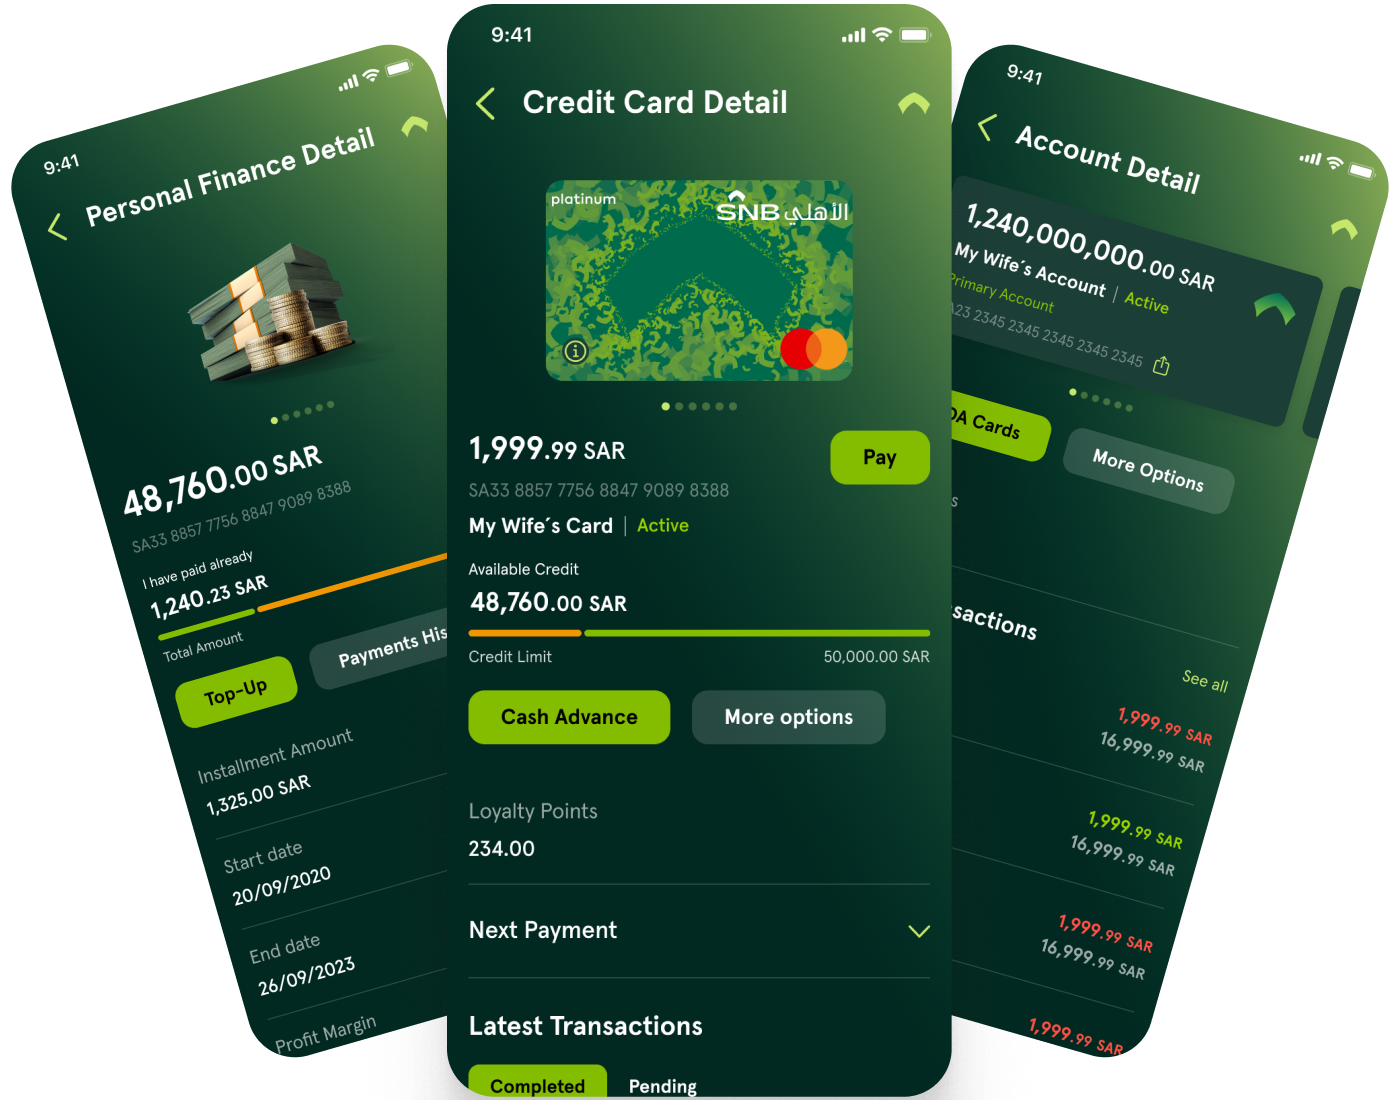 9:41
Personal Finance Detail
48,760.00 SAR
SA33 8857 7756 8847 9089 8388
I have paid already
1,240.23 SAR
Total Amount
Top-Up
Payments His
Installment Amount
1,325.00 SAR
Start date
20/09/2020
End date
26/09/2023
Profit Margin
9:41
Credit Card Detail
platinum
SNB الأهلي
1,999.99 SAR
Pay
SA33 8857 7756 8847 9089 8388
My Wife´s Card | Active
Available Credit
48,760.00 SAR
Credit Limit
50,000.00 SAR
Cash Advance
More options
Loyalty Points
234.00
Next Payment
Latest Transactions
Completed
Pending
9:41
Account Detail
1,240,000,000.00 SAR
My Wife´s Account | Active
Primary Account
A23 2345 2345 2345 2345 2345
Cards
More Options
s
sactions
See all
1,999.99 SAR
16,999.99 SAR
1,999.99 SAR
16,999.99 SAR
1,999.99 SAR
16,999.99 SAR
1,999.99 SAR